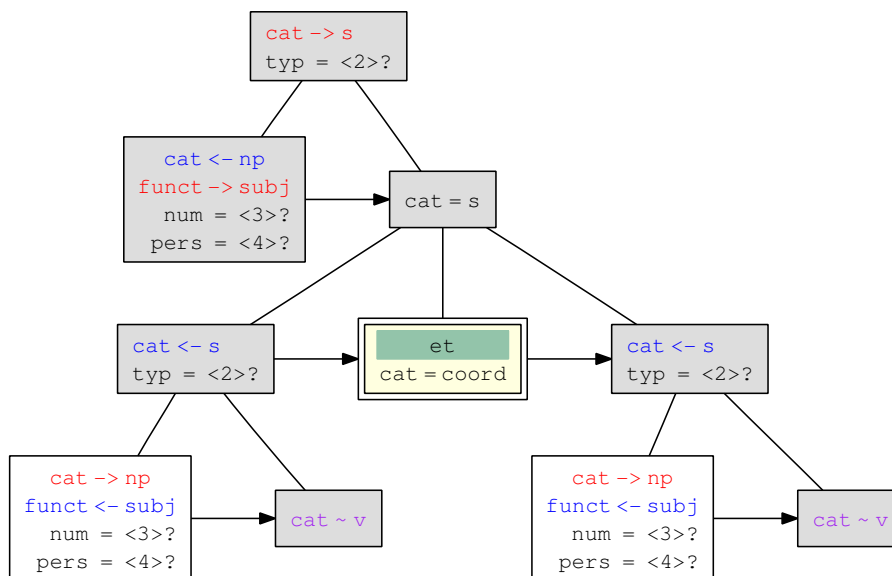 cat -> s
typ = <2>?
cat <- np
funct -> subj
num = <3>?
pers = <4>?
cat = s
cat <- s
typ = <2>?
et
cat = coord
cat <- s
typ = <2>?
cat -> np
funct <- subj
num = <3>?
pers = <4>?
cat ~ v
cat -> np
funct <- subj
num = <3>?
pers = <4>?
cat ~ v